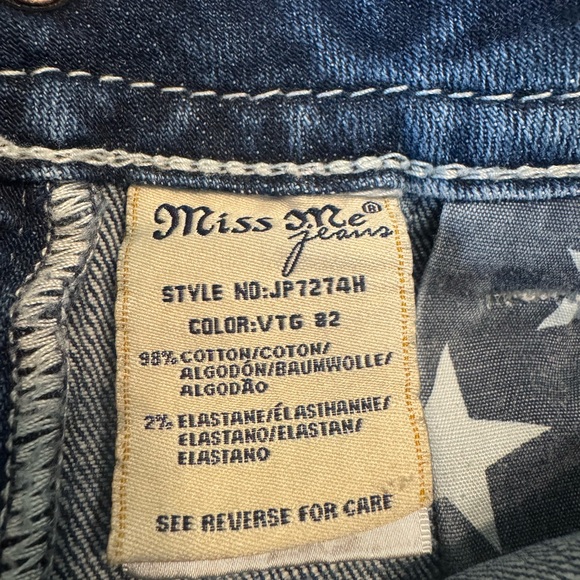 Miss Me ® jeans
STYLE NO:JP7274H
COLOR:VTG 82
98% COTTON/COTON/
ALGODÓN/BAUMWOLLE/
ALGODÃO
2% ELASTANE/ÉLASTHANNE/
ELASTANO/ELASTAN/
ELASTANO
SEE REVERSE FOR CARE